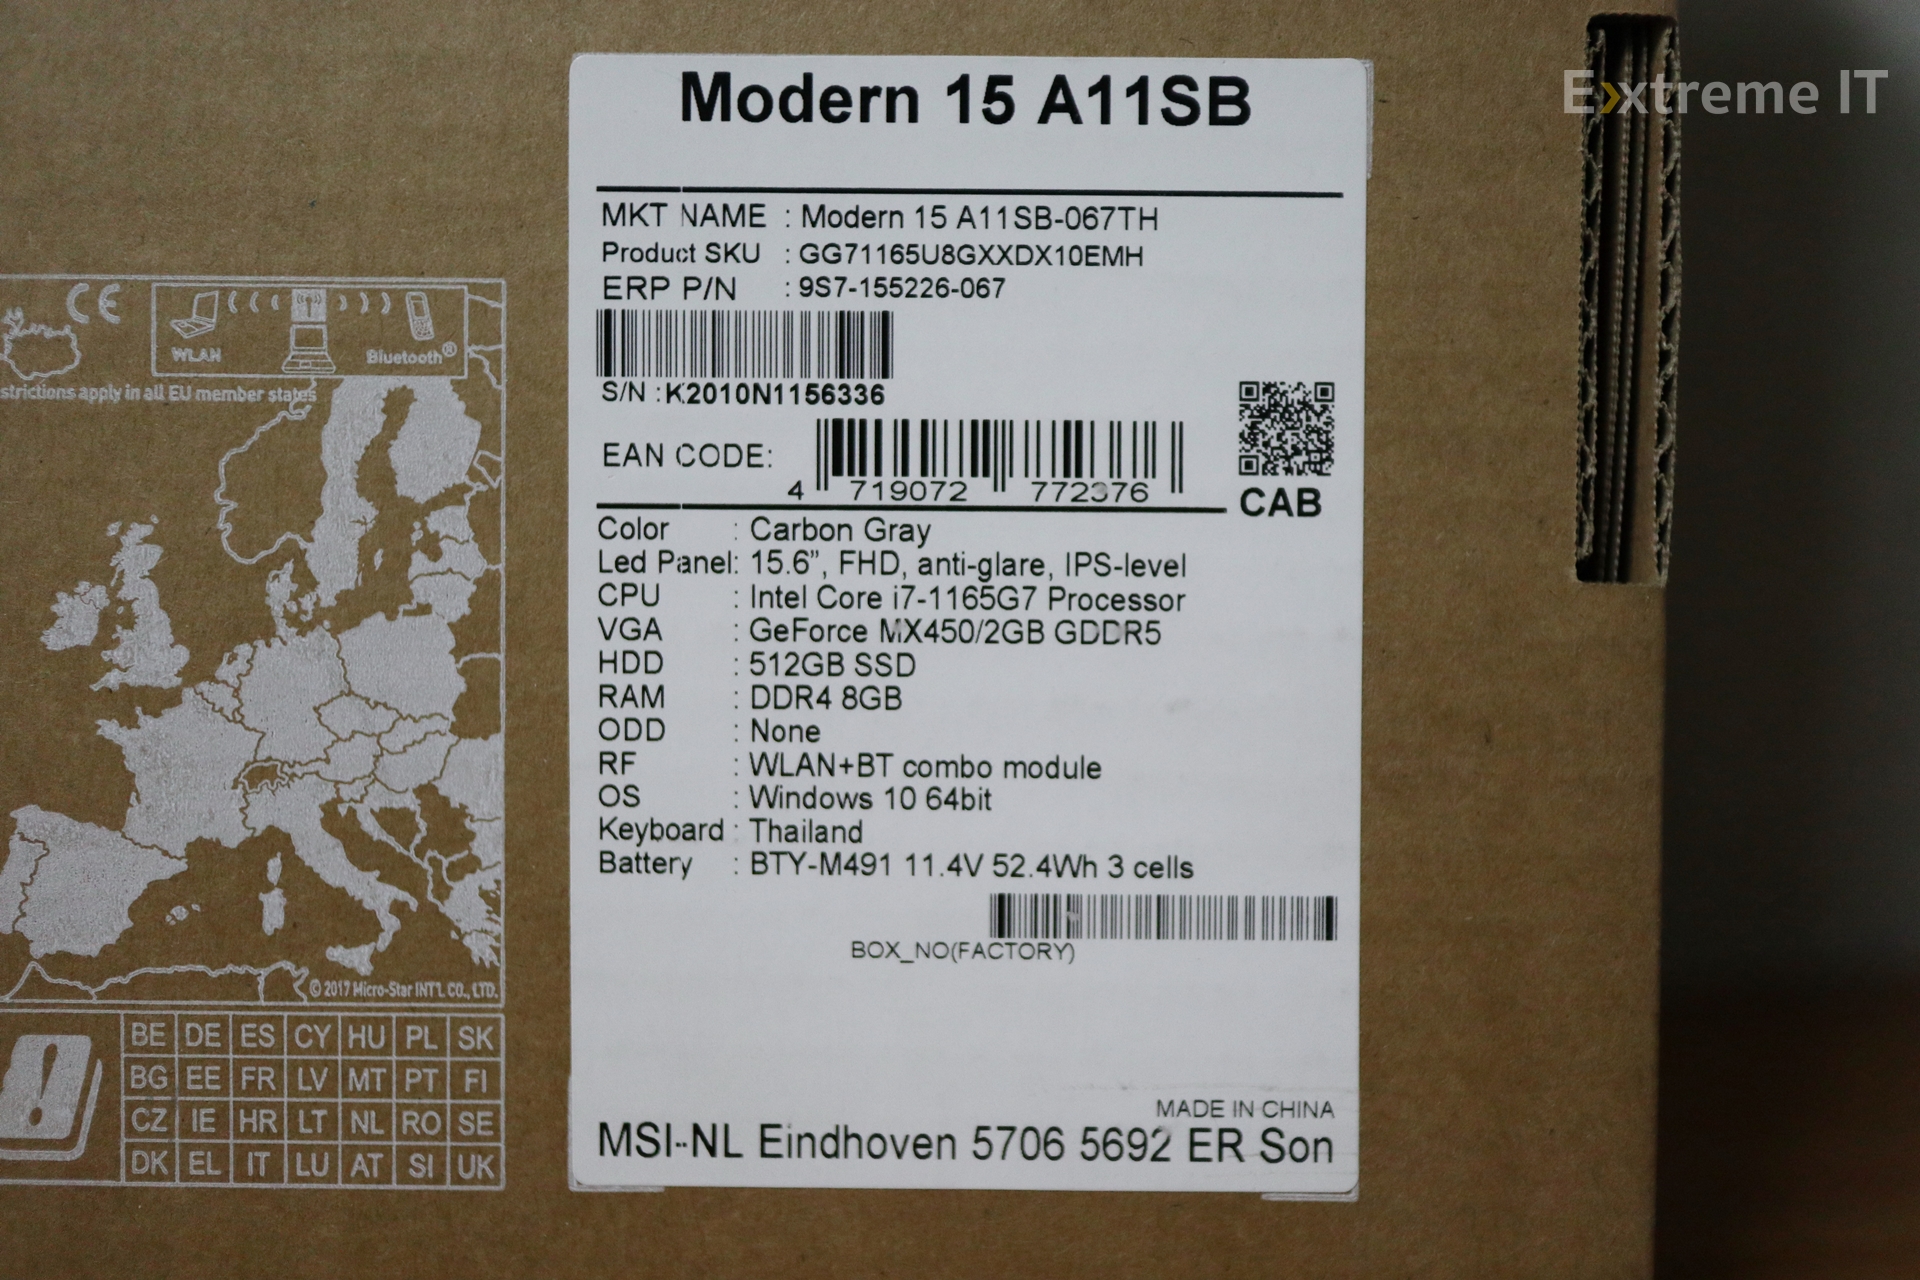 Extreme IT
Modern 15 A11SB
MKT NAME : Modern 15 A11SB-067TH
Product SKU : GG71165U8GXXDX10EMH
ERP P/N : 9S7-155226-067
S/N : K2010N1156336
EAN CODE:
4 719072 772376
CAB
Color : Carbon Gray
Led Panel: 15.6”, FHD, anti-glare, IPS-level
CPU : Intel Core i7-1165G7 Processor
VGA : GeForce MX450/2GB GDDR5
HDD : 512GB SSD
RAM : DDR4 8GB
ODD : None
RF : WLAN+BT combo module
OS : Windows 10 64bit
Keyboard : Thailand
Battery : BTY-M491 11.4V 52.4Wh 3 cells
BOX_NO(FACTORY)
MADE IN CHINA
MSI-NL Eindhoven 5706 5692 ER Son
CE
WLAN Bluetooth®
apply in all EU member states
© 2017 Micro-Star INT'L CO., LTD.
BE DE ES CY HU PL SK
BG EE FR LV MT PT FI
CZ IE HR LT NL RO SE
DK EL IT LU AT SI UK